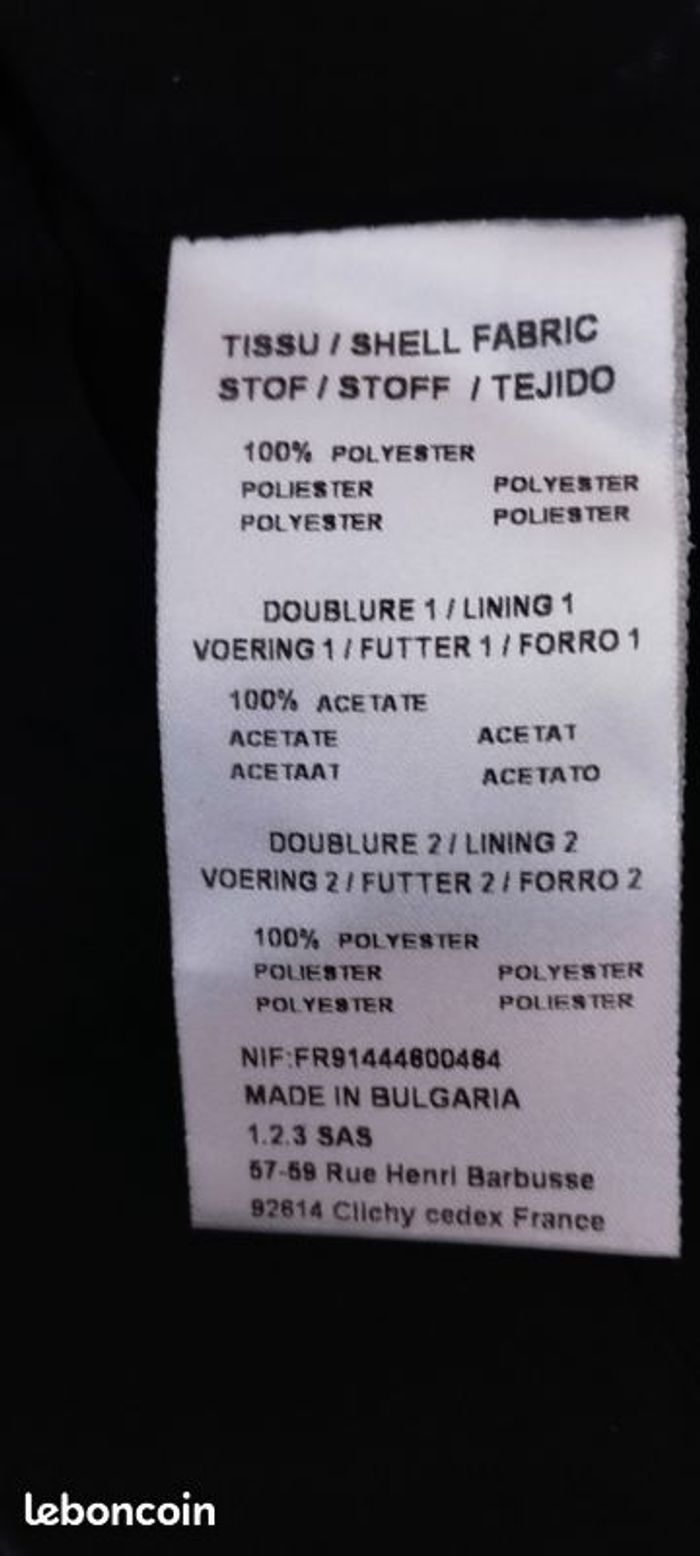 TISSU / SHELL FABRIC
STOF / STOFF / TEJIDO
100% POLYESTER
POLIESTER POLYESTER
POLYESTER POLIESTER
DOUBLURE 1 / LINING 1
VOERING 1 / FUTTER 1 / FORRO 1
100% ACETATE
ACETATE ACETAT
ACETAAT ACETATO
DOUBLURE 2 / LINING 2
VOERING 2 / FUTTER 2 / FORRO 2
100% POLYESTER
POLIESTER POLYESTER
POLYESTER POLIESTER
NIF:FR91444600464
MADE IN BULGARIA
1.2.3 SAS
57-59 Rue Henri Barbusse
92614 Clichy cedex France
leboncoin